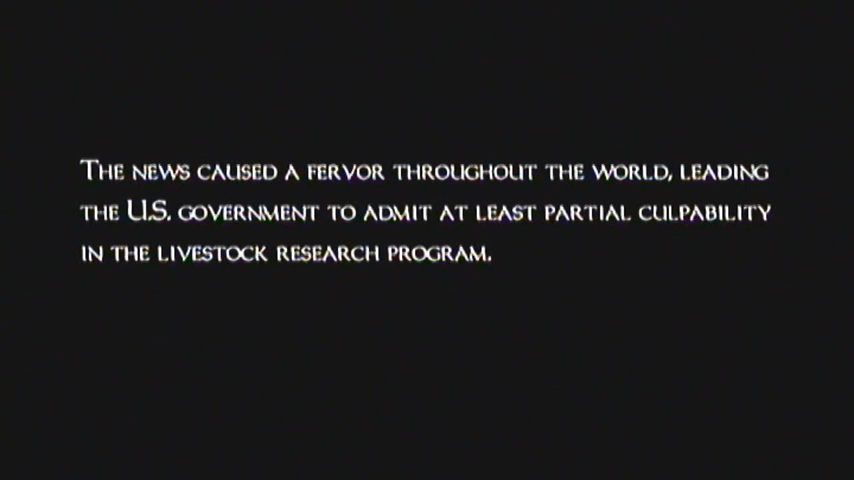 The news caused a fervor throughout the world, leading
the U.S. government to admit at least partial culpability
in the livestock research program.